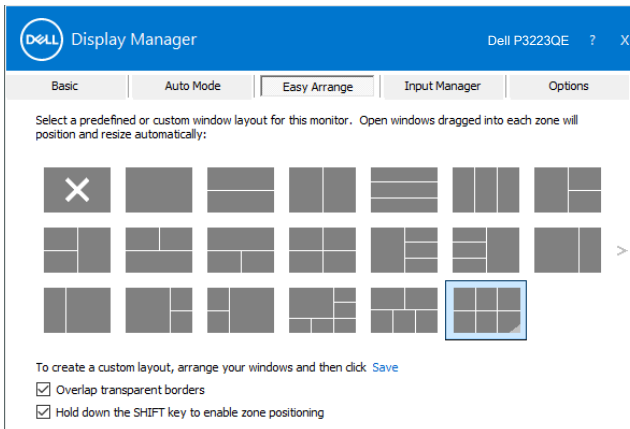 DELL Display Manager Dell P3223QE ? X
Basic Auto Mode Easy Arrange Input Manager Options
Select a predefined or custom window layout for this monitor. Open windows dragged into each zone will
position and resize automatically:
>
To create a custom layout, arrange your windows and then click Save
Overlap transparent borders
Hold down the SHIFT key to enable zone positioning